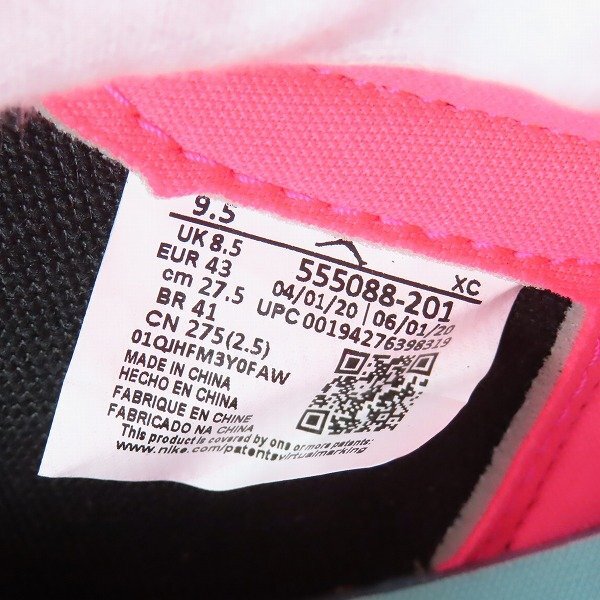 9.5
UK 8.5
EUR 43
cm 27.5
BR 41
CN 275(2.5)
555088-201 XC
04/01/20 | 06/01/20
UPC 00194276398319
01QJHFM3Y0FAW
MADE IN CHINA
HECHO EN CHINA
FABRIQUE EN CHINE
FABRICADO NA CHINA
This product is covered by one or more patents:
www.nike.com/patentsvirtualmarking